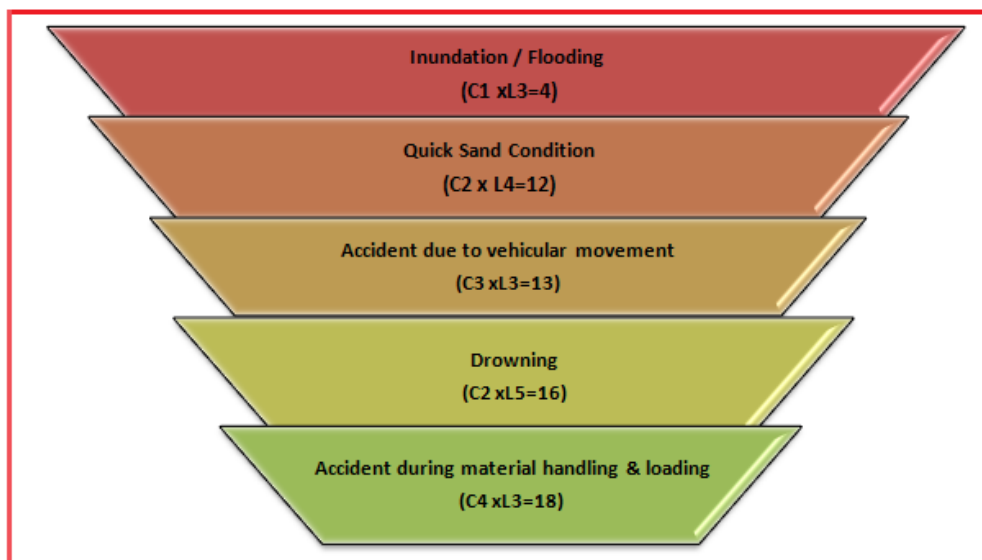 Inundation / Flooding
(C1 xL3=4)
Quick Sand Condition
(C2 x L4=12)
Accident due to vehicular movement
(C3 xL3=13)
Drowning
(C2 xL5=16)
Accident during material handling & loading
(C4 xL3=18)